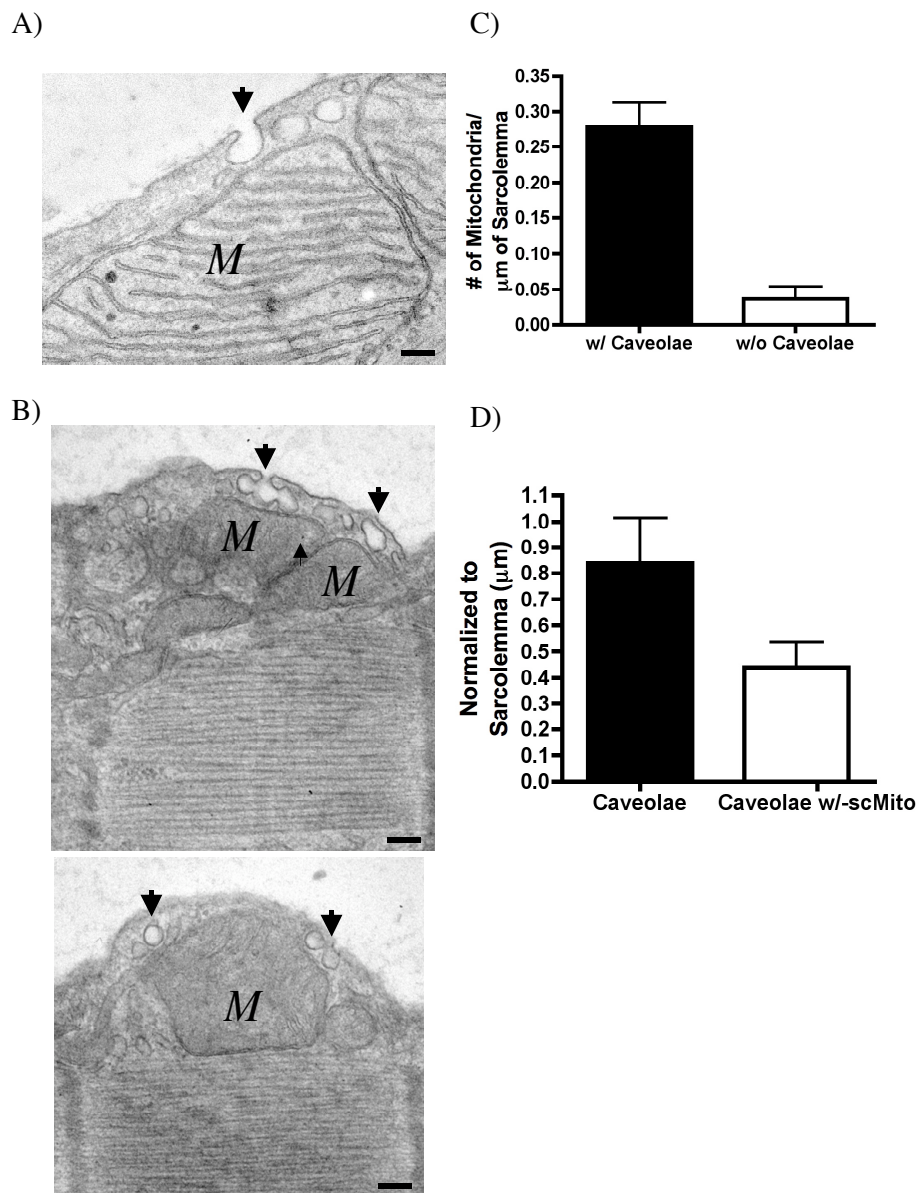 A)
M
B)
M
M
M
C)
# of Mitochondria/
μm of Sarcolemma
0.35
0.30
0.25
0.20
0.15
0.10
0.05
0.00
w/ Caveolae
w/o Caveolae
D)
Normalized to
Sarcolemma (μm)
1.1
1.0
0.9
0.8
0.7
0.6
0.5
0.4
0.3
0.2
0.1
0.0
Caveolae
Caveolae w/-scMito